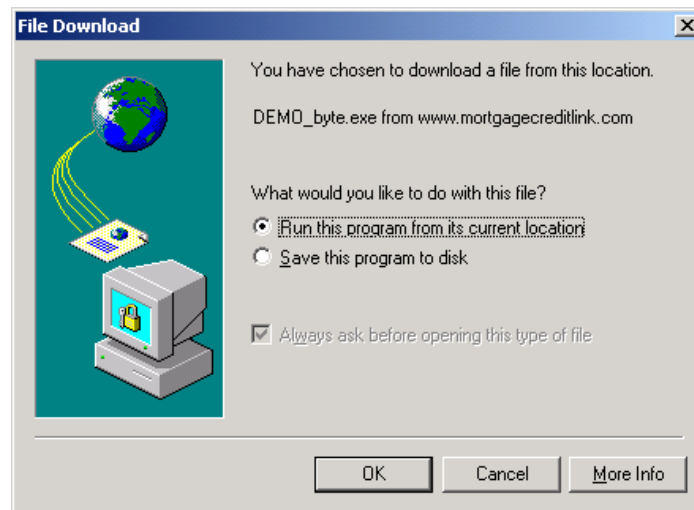 File Download
You have chosen to download a file from this location.
DEMO_byte.exe from www.mortgagecreditlink.com
What would you like to do with this file?
Run this program from its current location
Save this program to disk
Always ask before opening this type of file
OK Cancel More Info